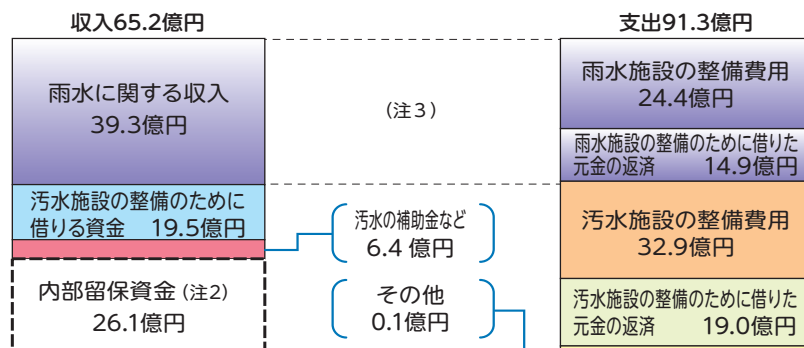 収入65.2億円
雨水に関する収入
39.3億円
汚水施設の整備のために
借りる資金 19.5億円
内部留保資金(注2)
26.1億円
(注3)
汚水の補助金など
6.4億円
その他
0.1億円
支出91.3億円
雨水施設の整備費用
24.4億円
雨水施設の整備のために借りた
元金の返済 14.9億円
汚水施設の整備費用
32.9億円
汚水施設の整備のために借りた
元金の返済 19.0億円